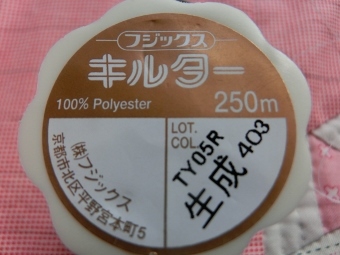 フジックス
キルター
100% Polyester 250m
LOT.
COL.
TY05R
生成 403
(株)フジックス
京都市北区平野宮本町5